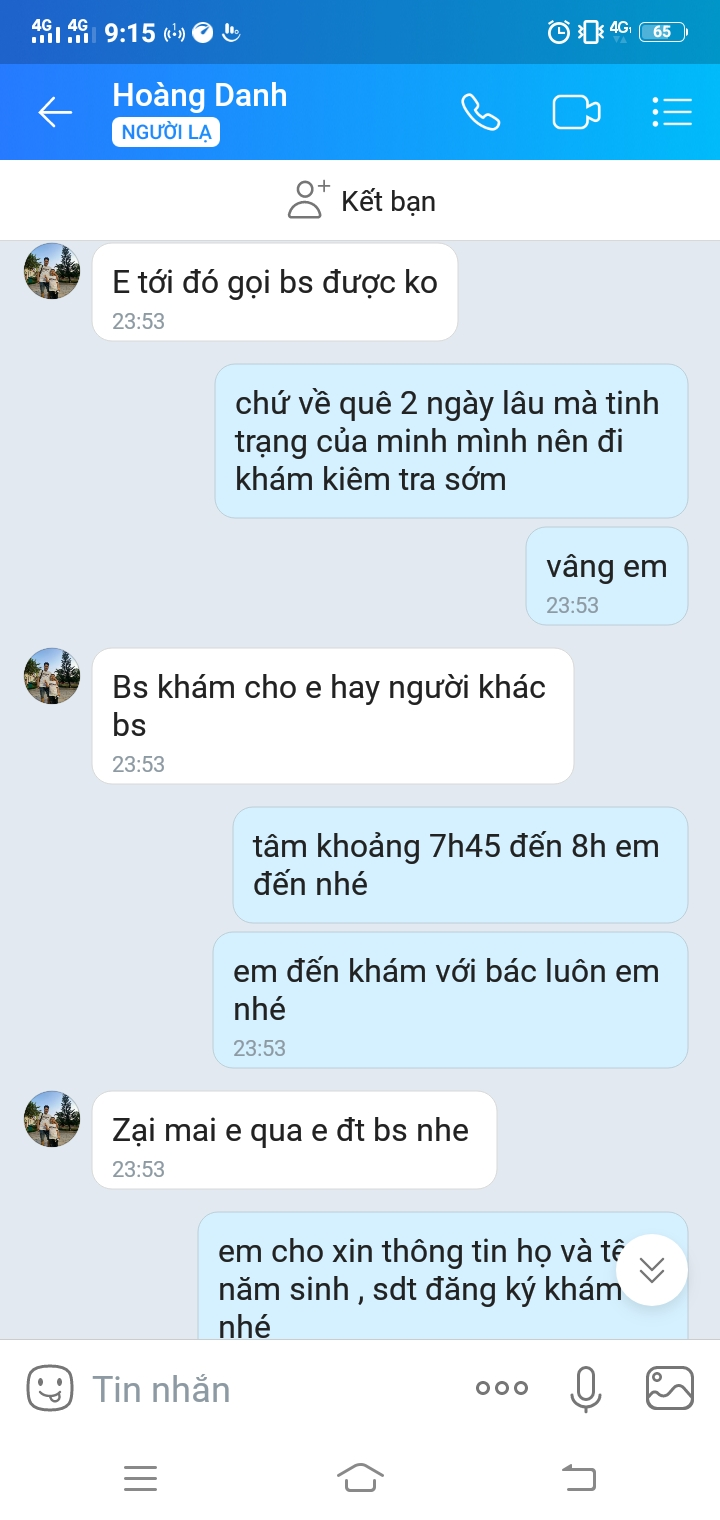 4G 4G 9:15 4G 65
Hoàng Danh
NGƯỜI LẠ
Kết bạn
E tới đó gọi bs được ko
23:53
chứ về quê 2 ngày lâu mà tinh
trạng của minh mình nên đi
khám kiêm tra sớm
vâng em
23:53
Bs khám cho e hay người khác
bs
23:53
tâm khoảng 7h45 đến 8h em
đến nhé
em đến khám với bác luôn em
nhé
23:53
Zại mai e qua e đt bs nhe
23:53
em cho xin thông tin họ và
năm sinh , sdt đăng ký khám
nhé
Tin nhắn